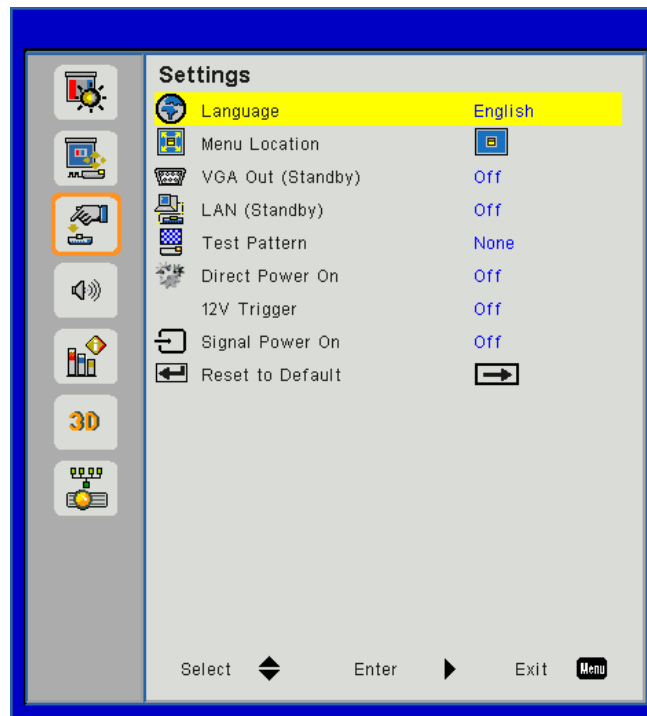 Settings
Language English
Menu Location
VGA Out (Standby) Off
LAN (Standby) Off
Test Pattern None
Direct Power On Off
12V Trigger Off
Signal Power On Off
Reset to Default
3D
Select Enter Exit Menu